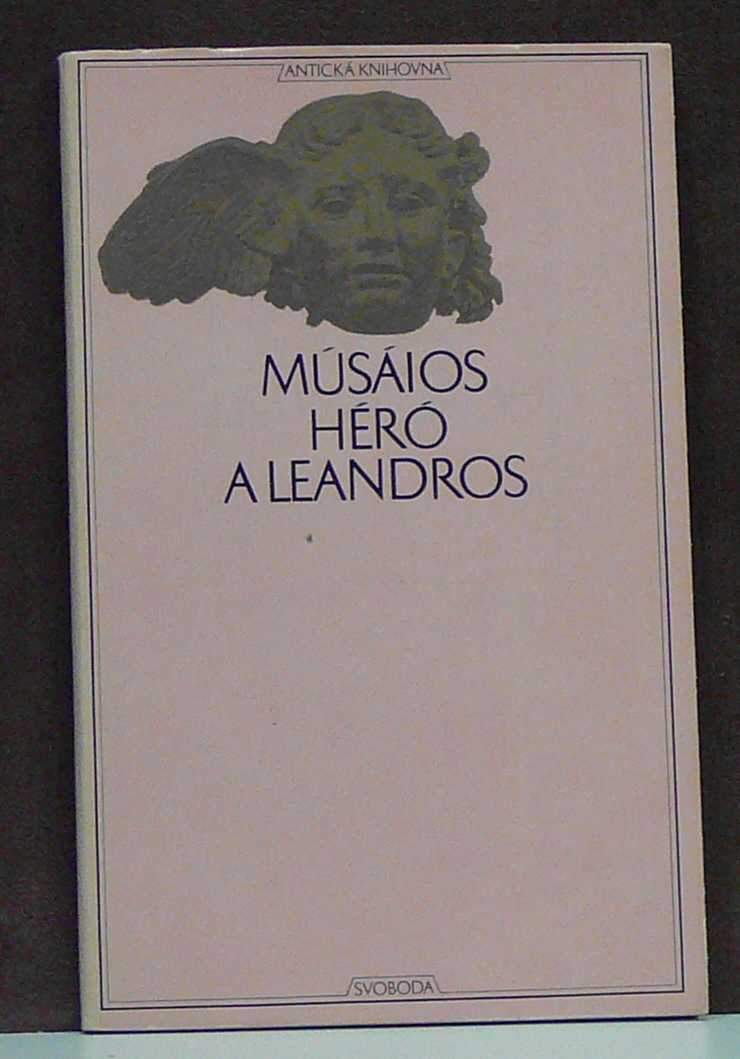 ANTICKÁ KNIHOVNA
MÚSÁIOS
HÉRÓ
A LEANDROS
SVOBODA